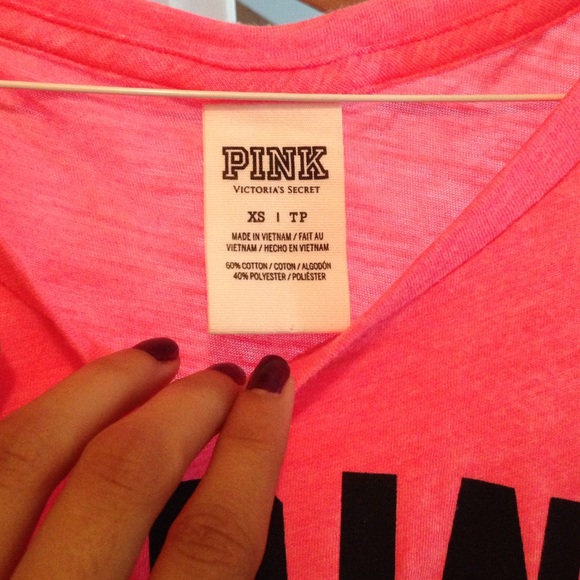 PINK
VICTORIA'S SECRET
XS | TP
MADE IN VIETNAM / FAIT AU
VIETNAM / HECHO EN VIETNAM
60% COTTON / COTON / ALGODÓN
40% POLYESTER / POLIÉSTER